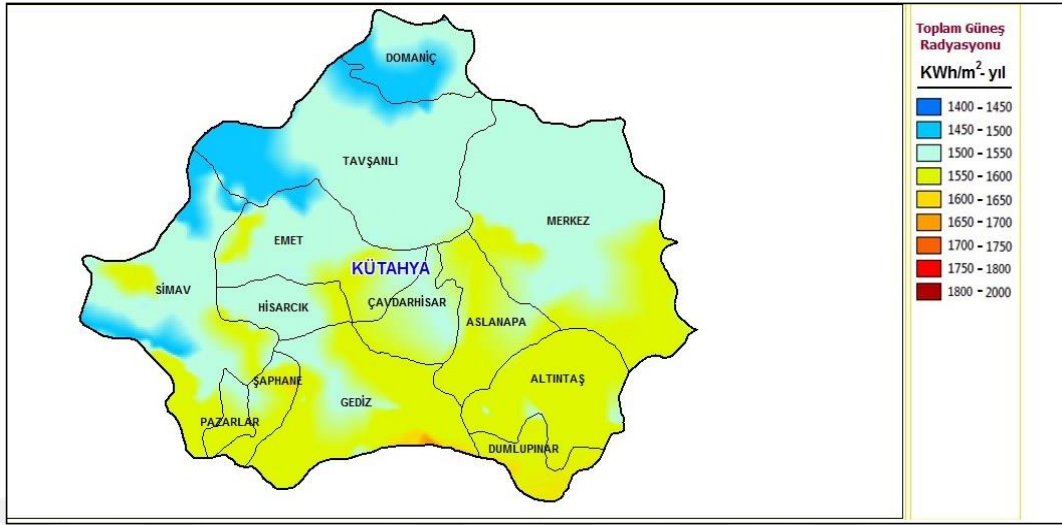 DOMANİÇ
TAVŞANLI
MERKEZ
EMET
KÜTAHYA
SİMAV
HİSARCIK
ÇAVDARHİSAR
ASLANAPA
ŞAPHANE
ALTINTAŞ
GEDİZ
PAZARLAR
DUMLUPINAR
Toplam Güneş
Radyasyonu
KWh/m²- yıl
1400 - 1450
1450 - 1500
1500 - 1550
1550 - 1600
1600 - 1650
1650 - 1700
1700 - 1750
1750 - 1800
1800 - 2000